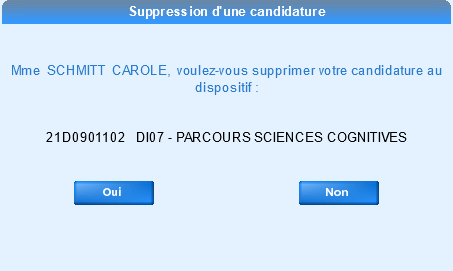 Suppression d'une candidature
Mme SCHMITT CAROLE, voulez-vous supprimer votre candidature au
dispositif :
21D0901102 DI07 - PARCOURS SCIENCES COGNITIVES
Oui
Non